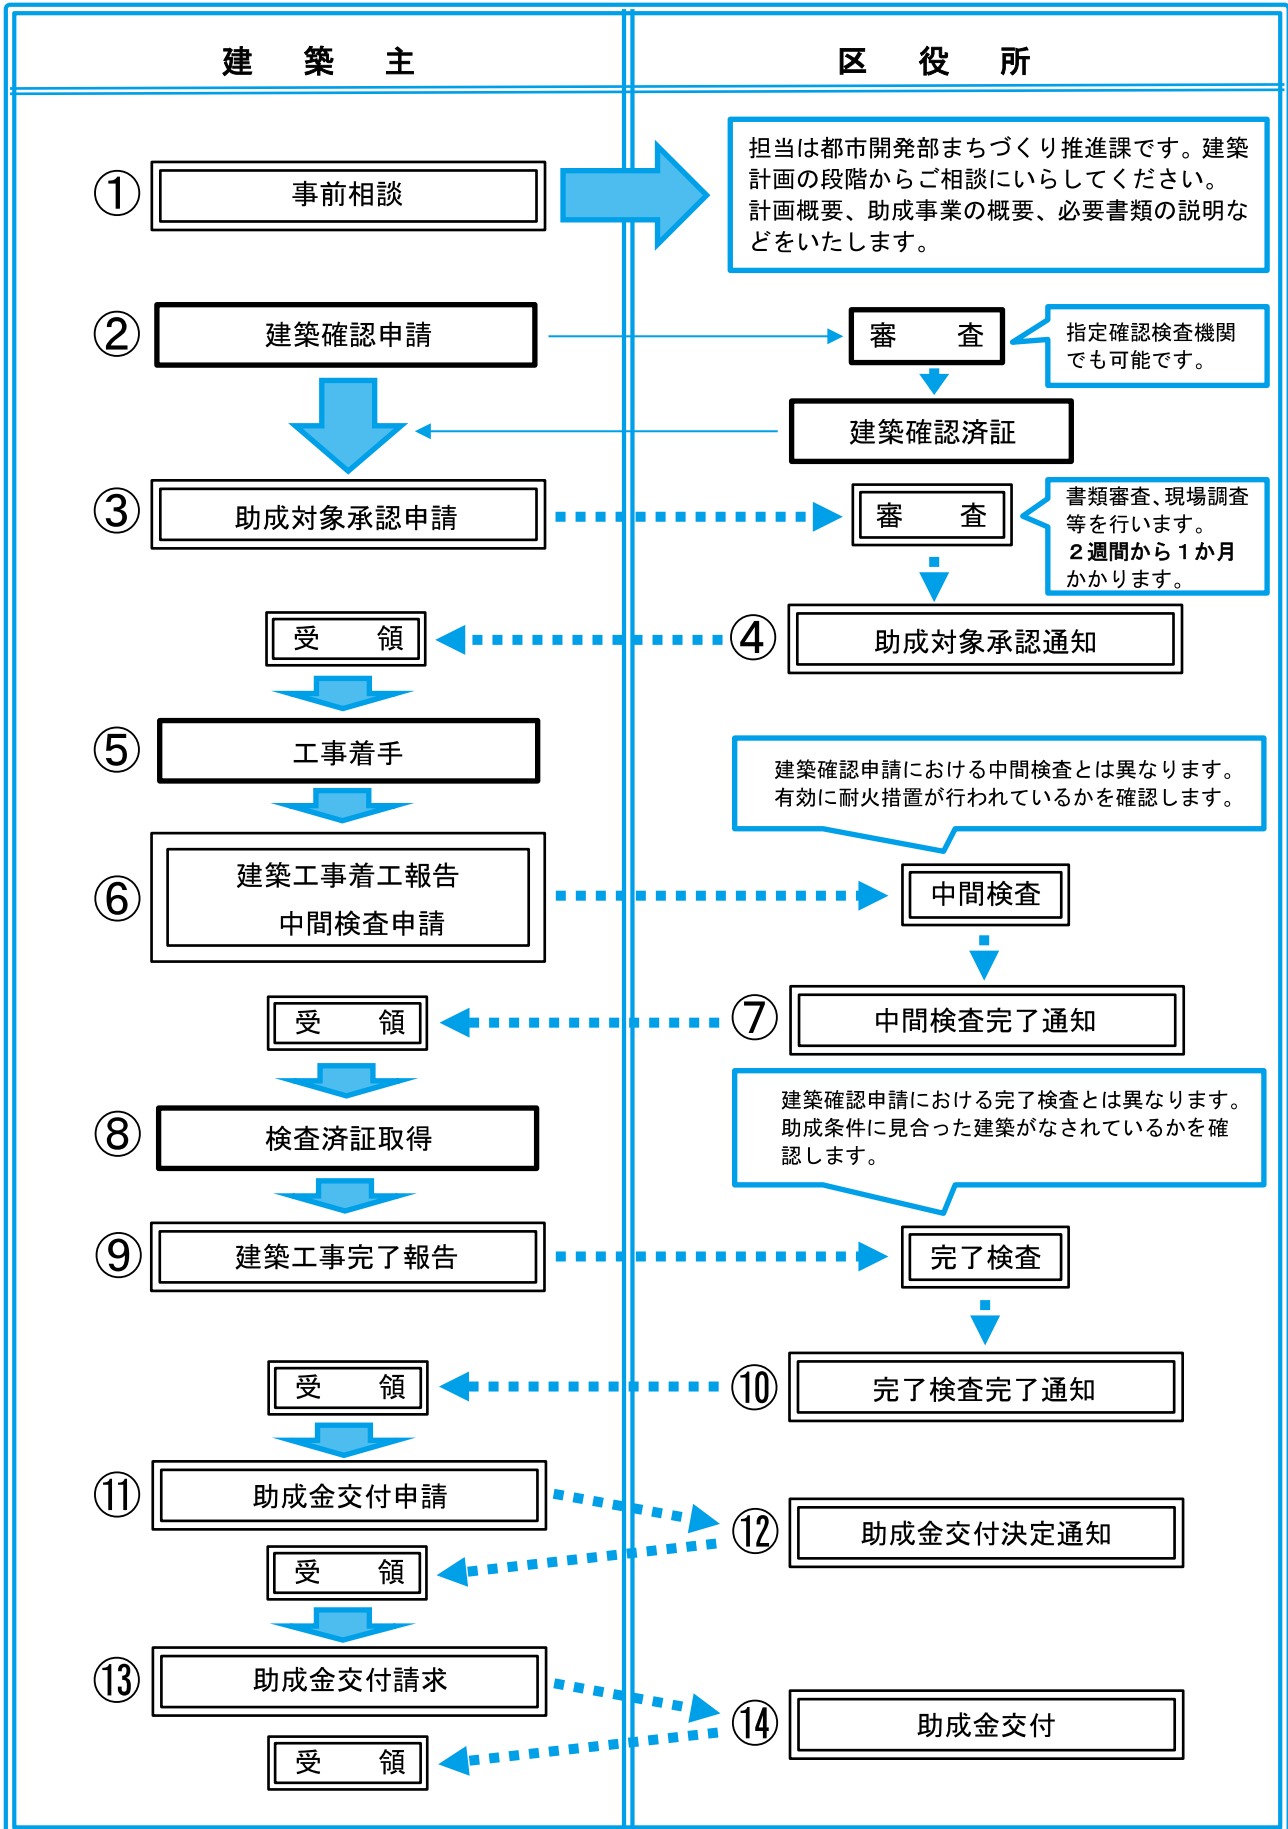 建　築　主
区　役　所
① 事前相談
担当は都市開発部まちづくり推進課です。建築
計画の段階からご相談にいらしてください。
計画概要、助成事業の概要、必要書類の説明な
どをいたします。
② 建築確認申請
審　査
指定確認検査機関
でも可能です。
建築確認済証
③ 助成対象承認申請
審　査
書類審査、現場調査
等を行います。
２週間から１か月
かかります。
受　領
④ 助成対象承認通知
⑤ 工事着手
建築確認申請における中間検査とは異なります。
有効に耐火措置が行われているかを確認します。
⑥ 建築工事着工報告
中間検査申請
中間検査
受　領
⑦ 中間検査完了通知
建築確認申請における完了検査とは異なります。
助成条件に見合った建築がなされているかを確
認します。
⑧ 検査済証取得
⑨ 建築工事完了報告
完了検査
受　領
⑩ 完了検査完了通知
⑪ 助成金交付申請
⑫ 助成金交付決定通知
受　領
⑬ 助成金交付請求
⑭ 助成金交付
受　領